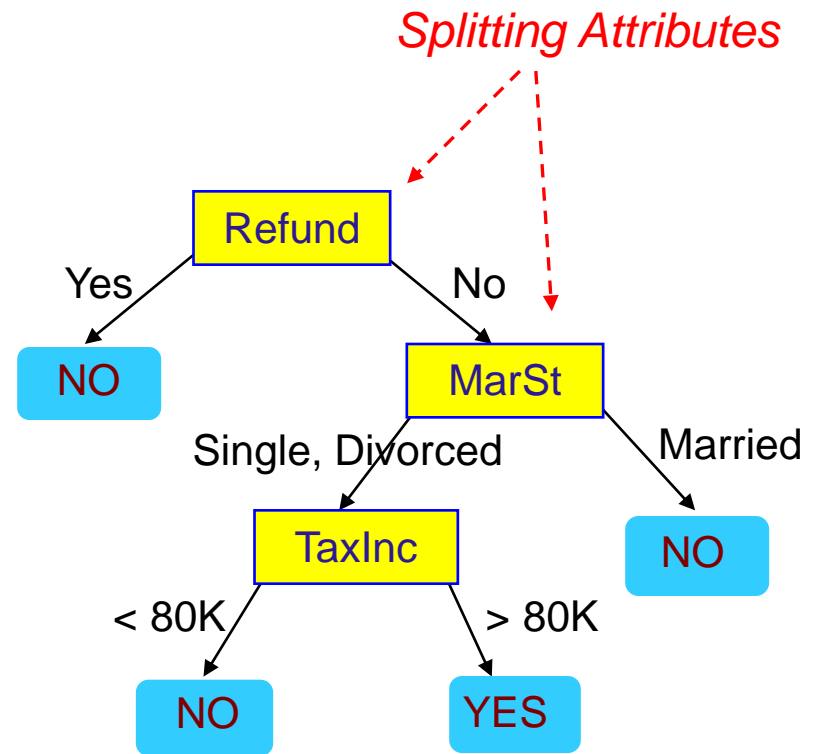 Splitting Attributes
Refund
Yes
No
NO
MarSt
Single, Divorced
Married
TaxInc
NO
< 80K
> 80K
NO
YES